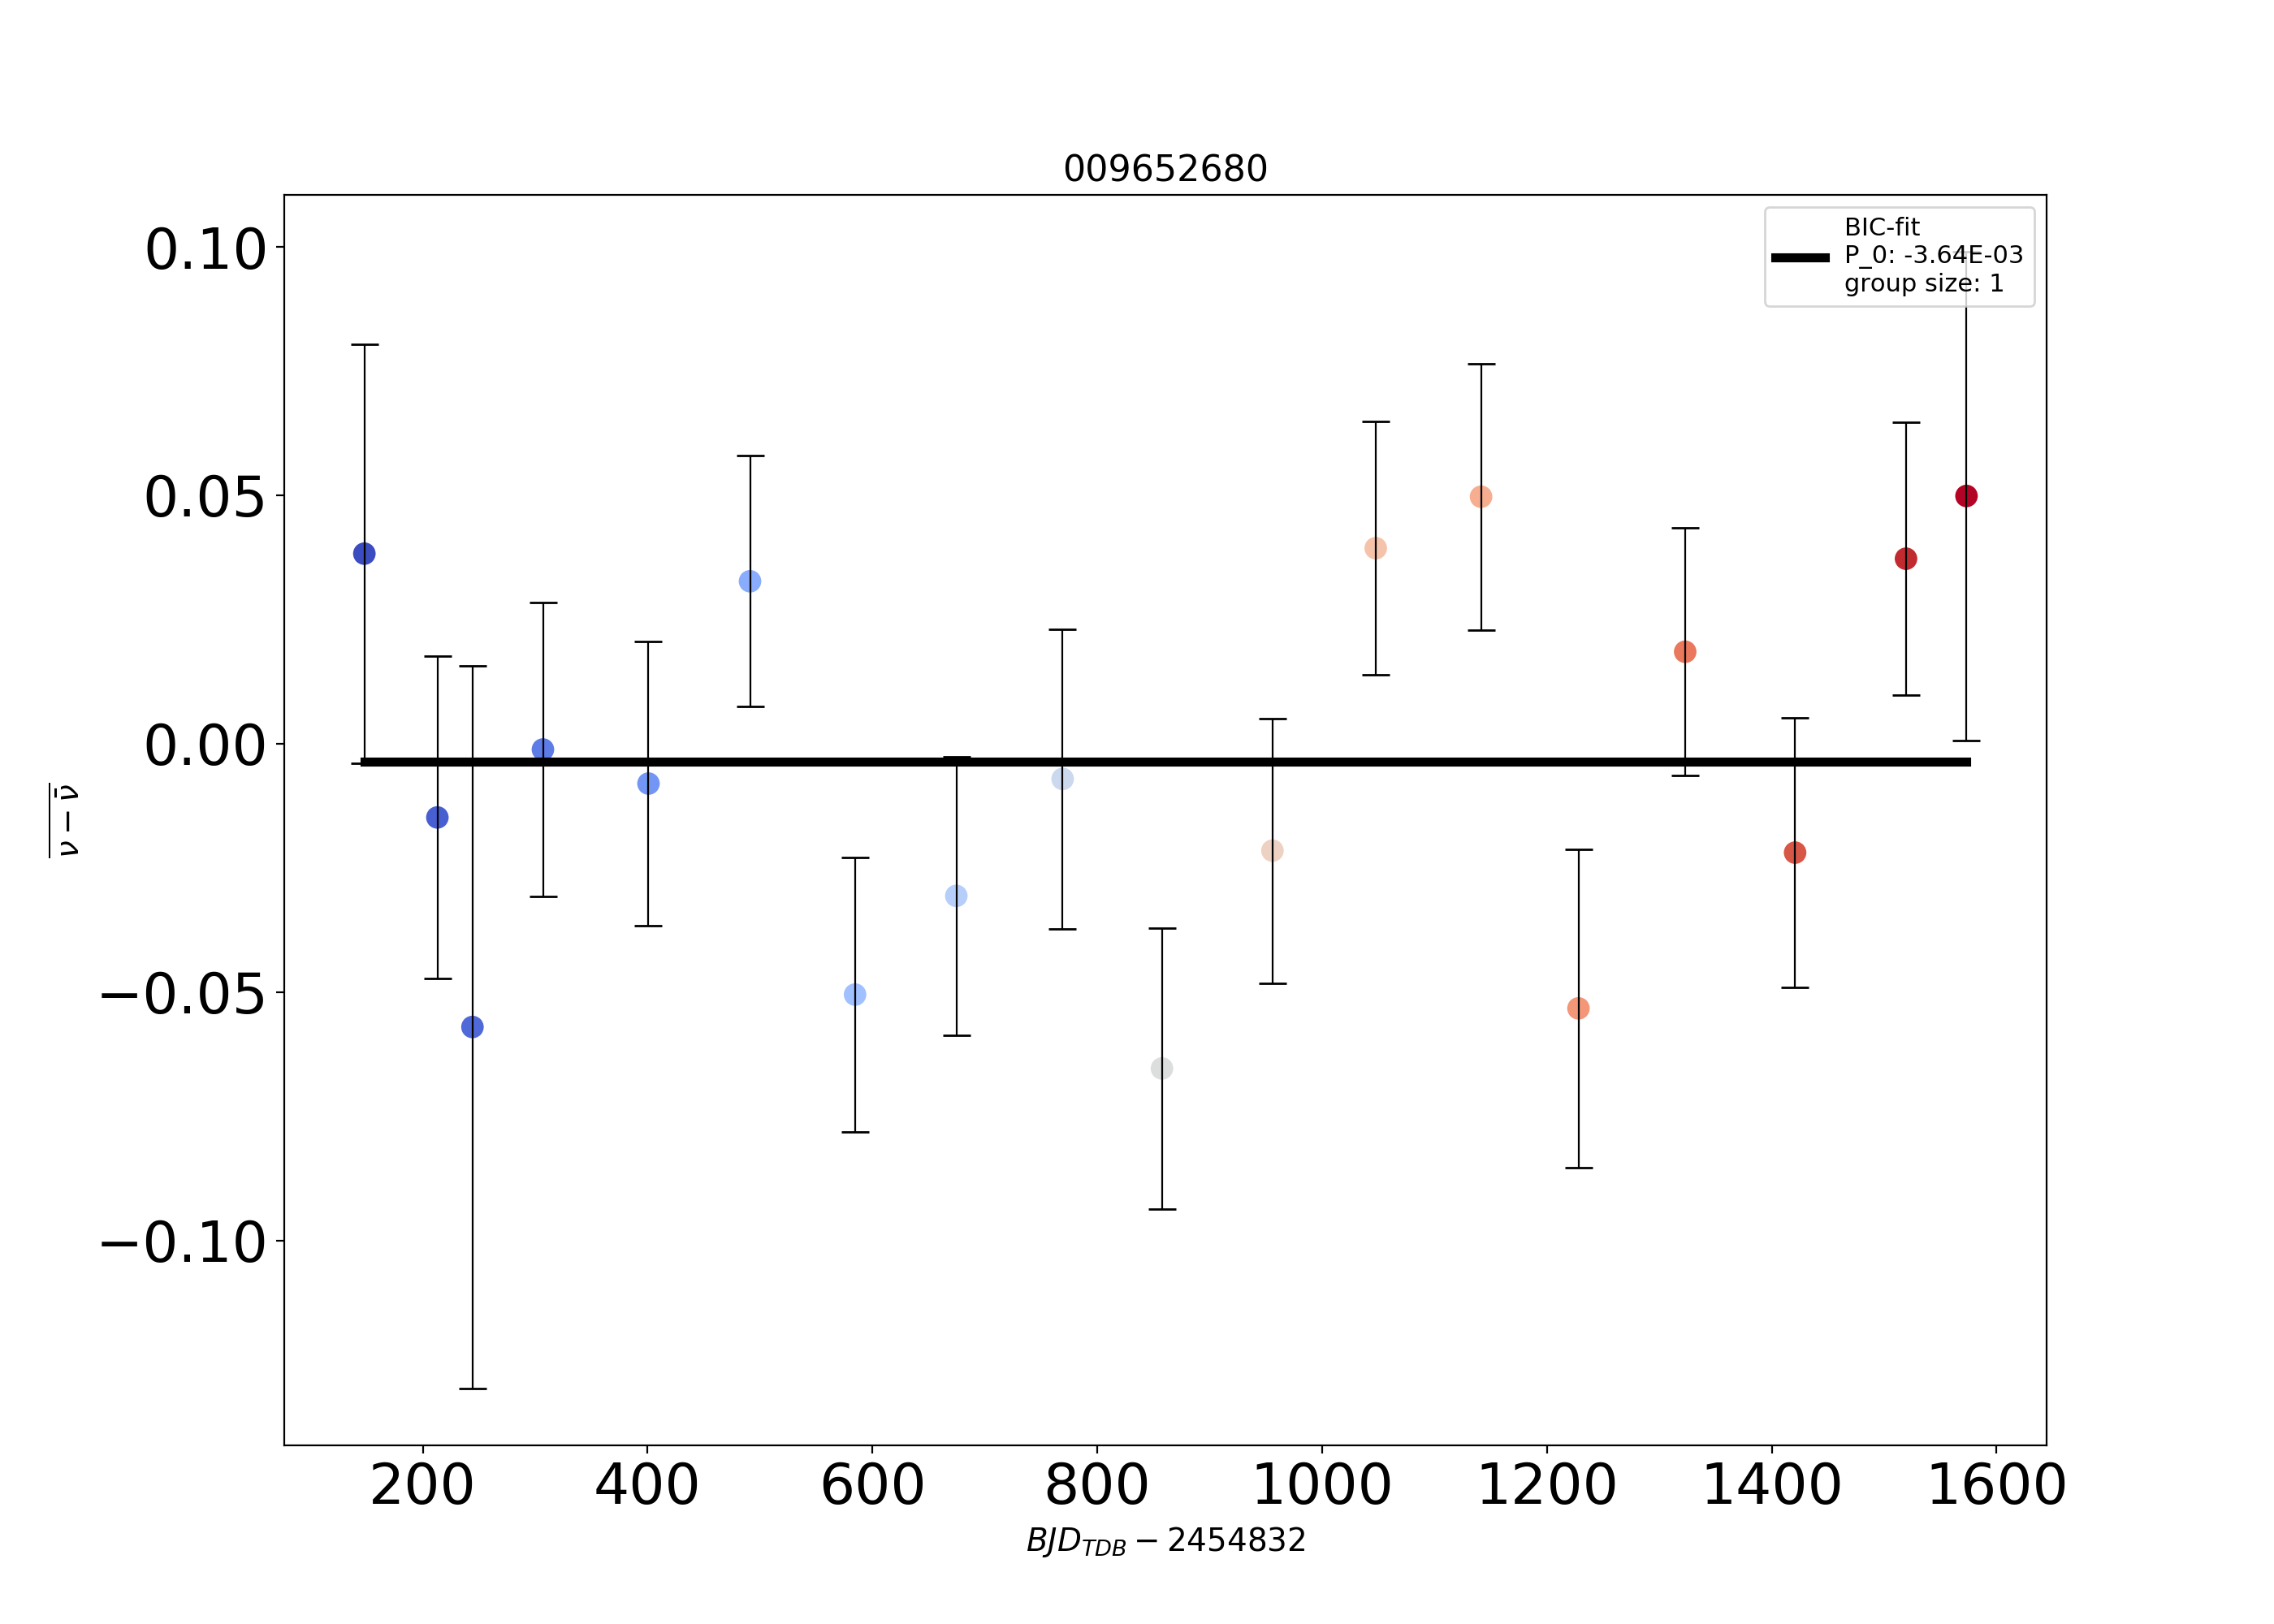 009652680
BIC-fit
P_0: -3.64E-03
group size: 1
0.10
0.05
0.00
−0.05
−0.10
ν − ν̄
200 400 600 800 1000 1200 1400 1600
BJD_TDB − 2454832